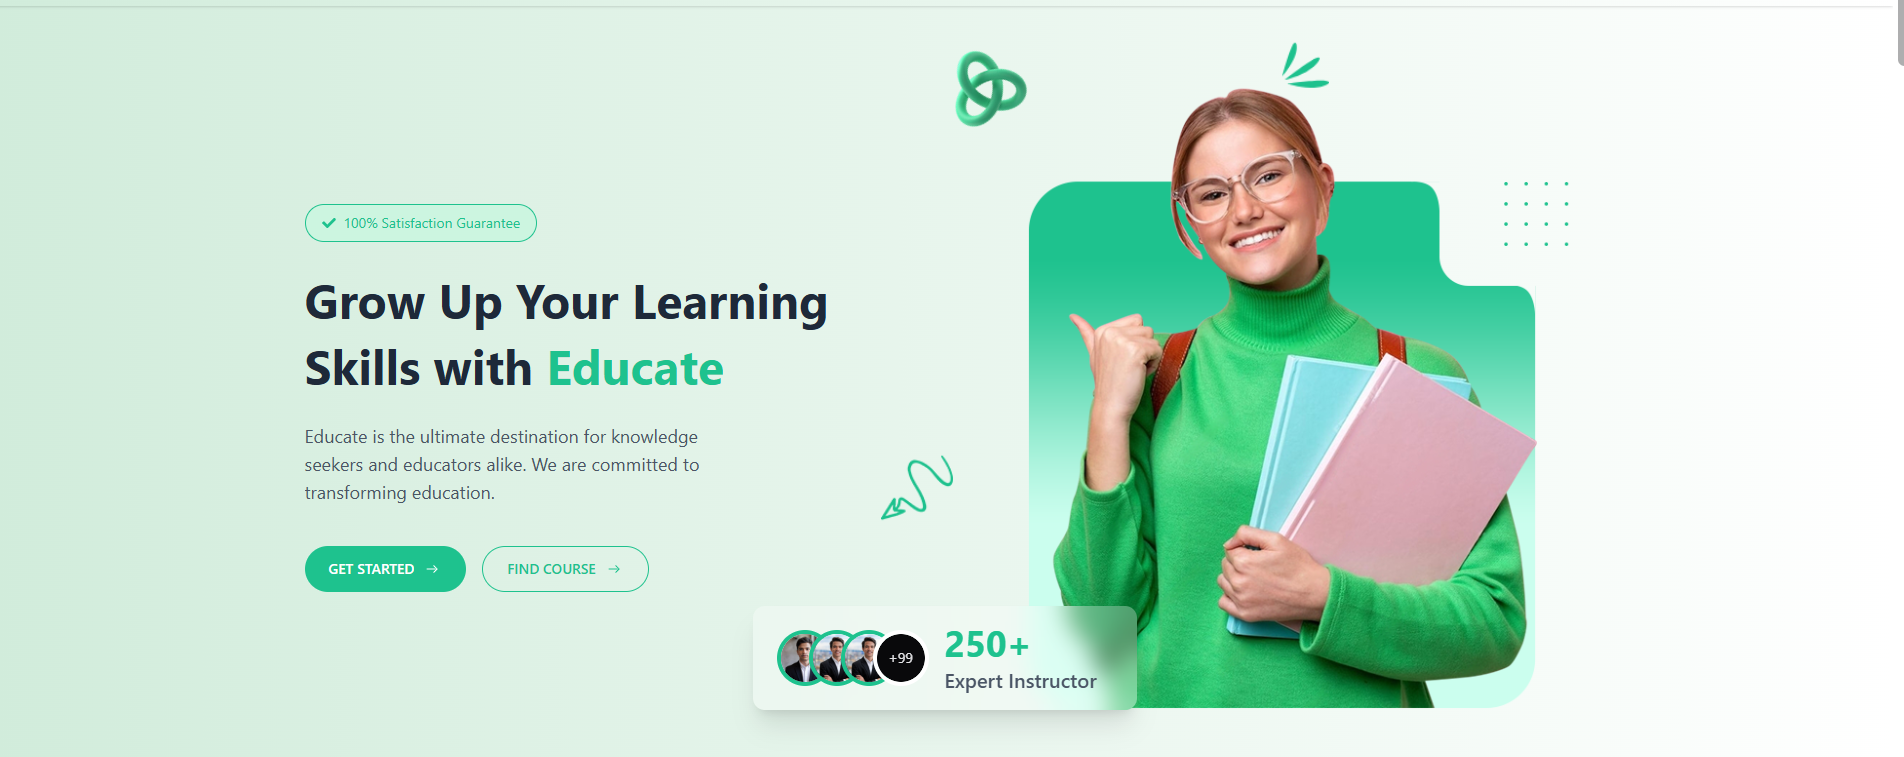 100% Satisfaction Guarantee
Grow Up Your Learning
Skills with Educate
Educate is the ultimate destination for knowledge
seekers and educators alike. We are committed to
transforming education.
GET STARTED →
FIND COURSE →
+99
250+
Expert Instructor